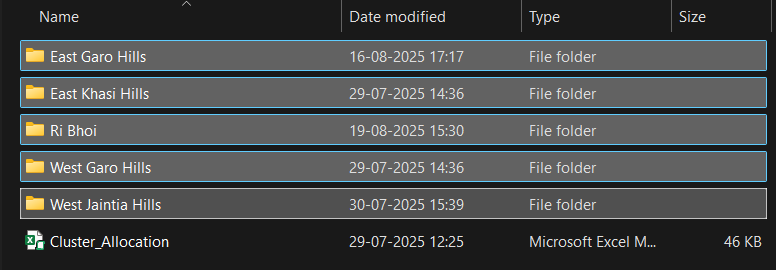 Name Date modified Type Size
East Garo Hills 16-08-2025 17:17 File folder
East Khasi Hills 29-07-2025 14:36 File folder
Ri Bhoi 19-08-2025 15:30 File folder
West Garo Hills 29-07-2025 14:36 File folder
West Jaintia Hills 30-07-2025 15:39 File folder
Cluster_Allocation 29-07-2025 12:25 Microsoft Excel M... 46 KB